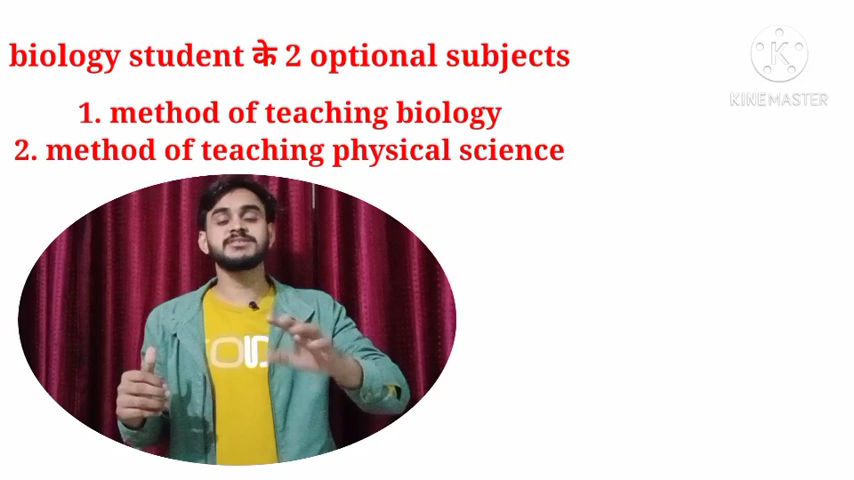 biology student के 2 optional subjects
1. method of teaching biology
2. method of teaching physical science
K
KINEMASTER